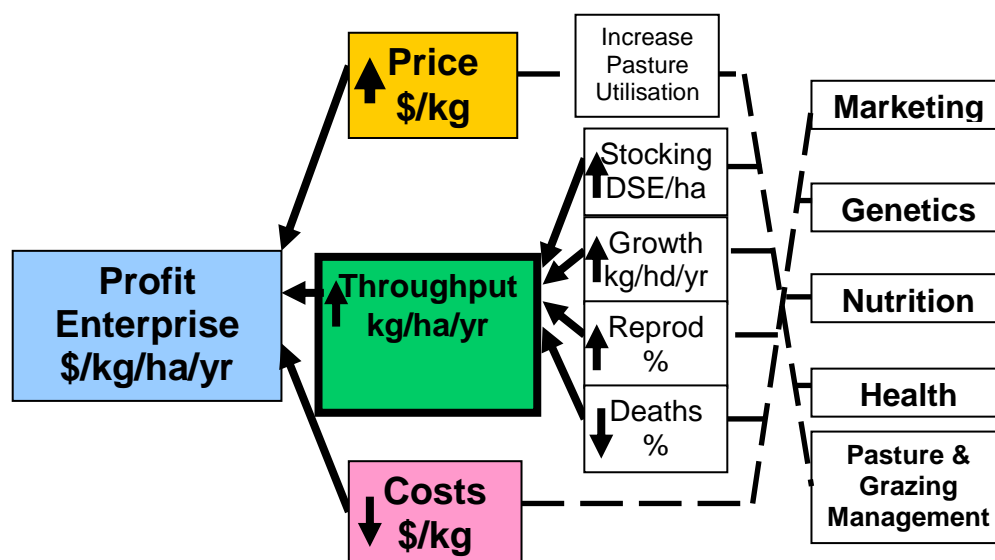 Price
$/kg
Increase
Pasture
Utilisation
Marketing
Stocking
DSE/ha
Genetics
Growth
kg/hd/yr
Profit
Enterprise
$/kg/ha/yr
Throughput
kg/ha/yr
Nutrition
Reprod
%
Health
Deaths
%
Pasture &
Grazing
Management
Costs
$/kg